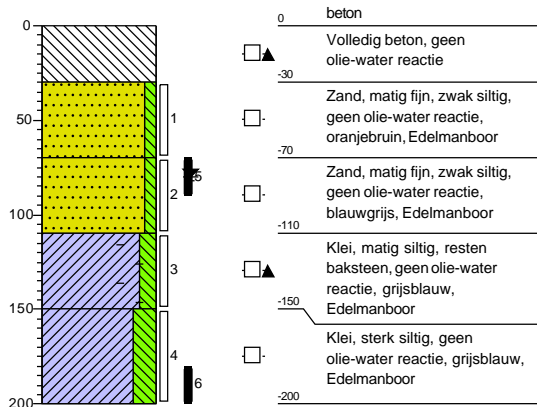 0
50
100
150
200
1
2
3
4
5
6
0
beton
Volledig beton, geen
olie-water reactie
-30
Zand, matig fijn, zwak siltig,
geen olie-water reactie,
oranjebruin, Edelmanboor
-70
Zand, matig fijn, zwak siltig,
geen olie-water reactie,
blauwgrijs, Edelmanboor
-110
Klei, matig siltig, resten
baksteen, geen olie-water
reactie, grijsblauw,
Edelmanboor
-150
Klei, sterk siltig, geen
olie-water reactie, grijsblauw,
Edelmanboor
-200